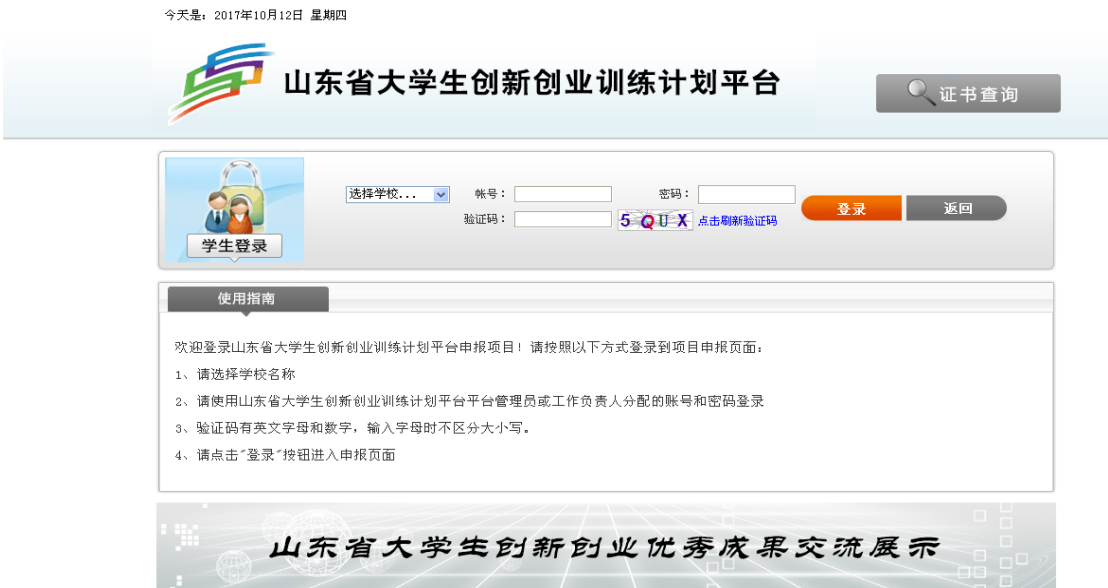 今天是：2017年10月12日 星期四
山东省大学生创新创业训练计划平台
证书查询
选择学校... 帐号： 密码：
登录 返回
验证码： 5 Q U X 点击刷新验证码
学生登录
使用指南
欢迎登录山东省大学生创新创业训练计划平台申报项目！请按照以下方式登录到项目申报页面：
1、请选择学校名称
2、请使用山东省大学生创新创业训练计划平台平台管理员或工作负责人分配的账号和密码登录
3、验证码有英文字母和数字，输入字母时不区分大小写。
4、请点击"登录"按钮进入申报页面
山东省大学生创新创业优秀成果交流展示